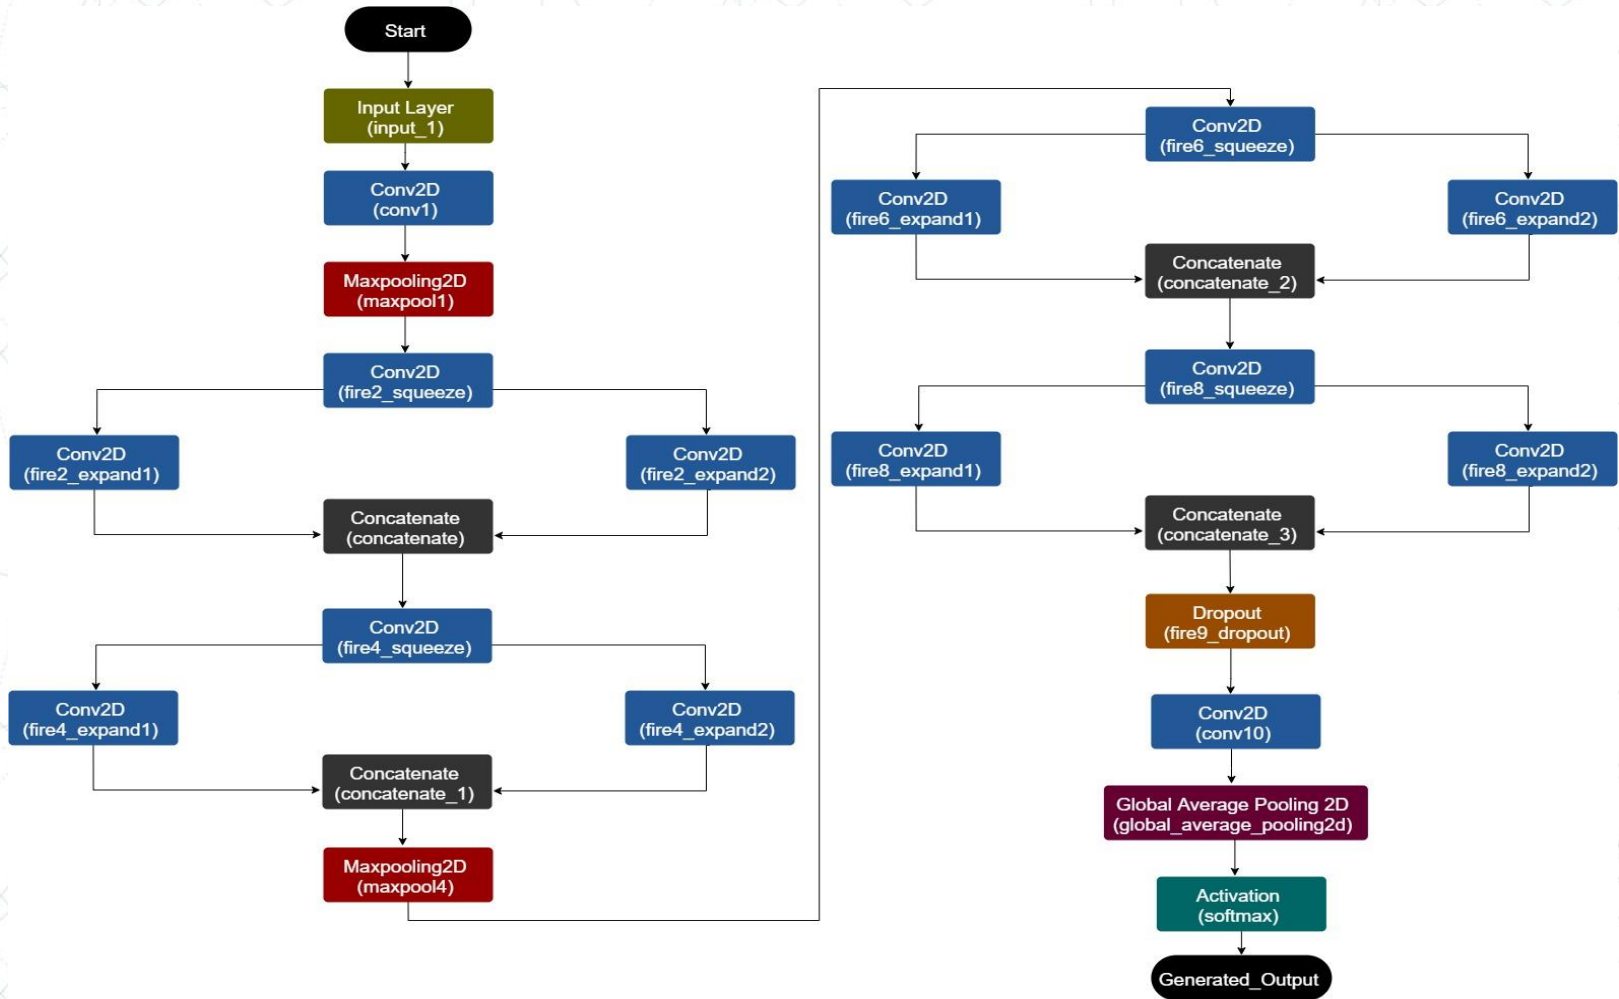 Start
Input Layer
(input_1)
Conv2D
(conv1)
Maxpooling2D
(maxpool1)
Conv2D
(fire2_squeeze)
Conv2D
(fire2_expand1)
Conv2D
(fire2_expand2)
Concatenate
(concatenate)
Conv2D
(fire4_squeeze)
Conv2D
(fire4_expand1)
Conv2D
(fire4_expand2)
Concatenate
(concatenate_1)
Maxpooling2D
(maxpool4)
Conv2D
(fire6_squeeze)
Conv2D
(fire6_expand1)
Conv2D
(fire6_expand2)
Concatenate
(concatenate_2)
Conv2D
(fire8_squeeze)
Conv2D
(fire8_expand1)
Conv2D
(fire8_expand2)
Concatenate
(concatenate_3)
Dropout
(fire9_dropout)
Conv2D
(conv10)
Global Average Pooling 2D
(global_average_pooling2d)
Activation
(softmax)
Generated_Output